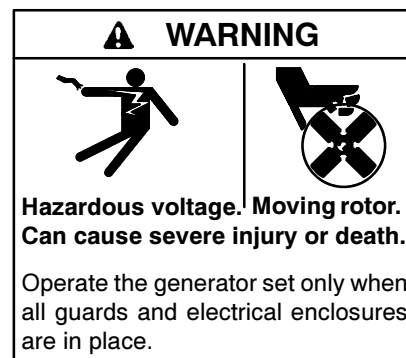 WARNING
Hazardous voltage. Moving rotor.
Can cause severe injury or death.
Operate the generator set only when
all guards and electrical enclosures
are in place.